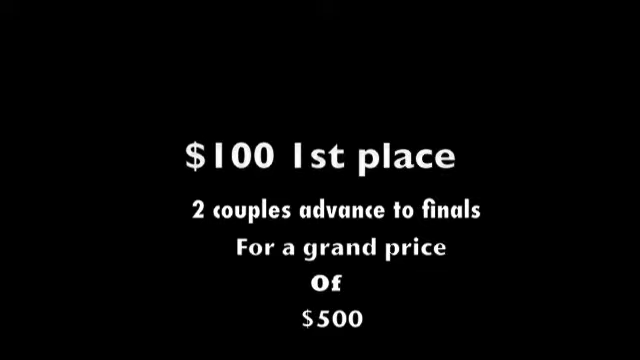 $100 1st place
2 couples advance to finals
For a grand price
Of
$500